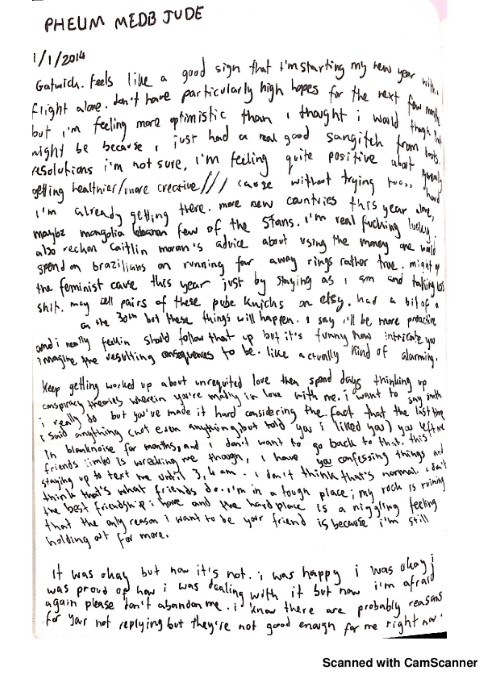 PHELIM MEDB JUDE
1/1/2014
Gatwick. Feels like a good sign that i'm starting my new year with a
flight alone. don't have particularly high hopes for the next few months
but i'm feeling more optimistic than i thought i would though that
might be because i just had a real good sangitch from boots.
resolutions i'm not sure. i'm feeling quite positive about
getting healthier/more creative/// cause without trying too hard
i'm already getting there. more new countries this year
maybe mongolia few of the stans. i'm real fucking lucky i
also reckon caitlin moran's advice about using the money one would
spend on brazilians on running far away rings rather true. might
the feminist cause this year just by staying as i am and talking
shit. may sell pairs of these pube knicks on etsy. had a bit of a
on the 30th but these things will happen. i say i'll be more proactive
and i really feckin should follow that up but it's funny how intricate you
imagine the resulting consequences to be. like actually kind of alarming.
Keep getting worked up about unrequited love then spend days thinking up
conspiracy theories wherein you're madly in love with me. i want to say
i really do but you've made it hard considering the fact that the last time
i said anything (not even anything but told you i liked you) you left me
in blanknoise for months, and i don't want to go back to that. this
friends limbo is wrecking me though, i have you confessing things and
staying up to text me until 3, 4 am. i don't think that's normal. i don't
think that's what friends do. i'm in a tough place; my rock is ruining
the best friendship i have and the hard place is a niggling feeling
that the only reason i want to be your friend is because i'm still
holding out for more.
It was okay but now it's not. i was happy i was okay i
was proud of how i was dealing with it but now i'm afraid
again please don't abandon me. i know there are probably reasons
for your not replying but they're not good enough for me right now.
Scanned with CamScanner